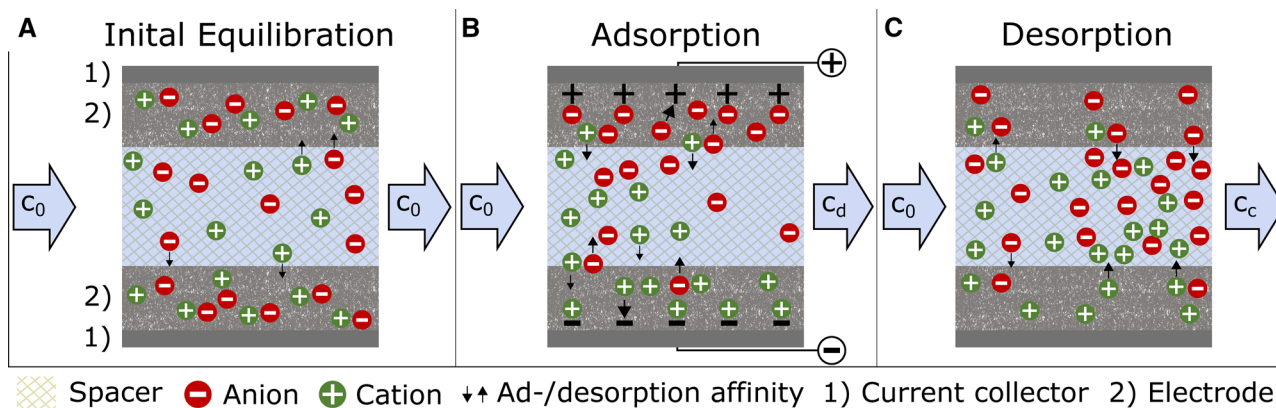 A Inital Equilibration
B Adsorption
C Desorption
1)
2)
c0
c0
c0
cd
c0
cc
2)
1)
Spacer Anion Cation Ad-/desorption affinity 1) Current collector 2) Electrode